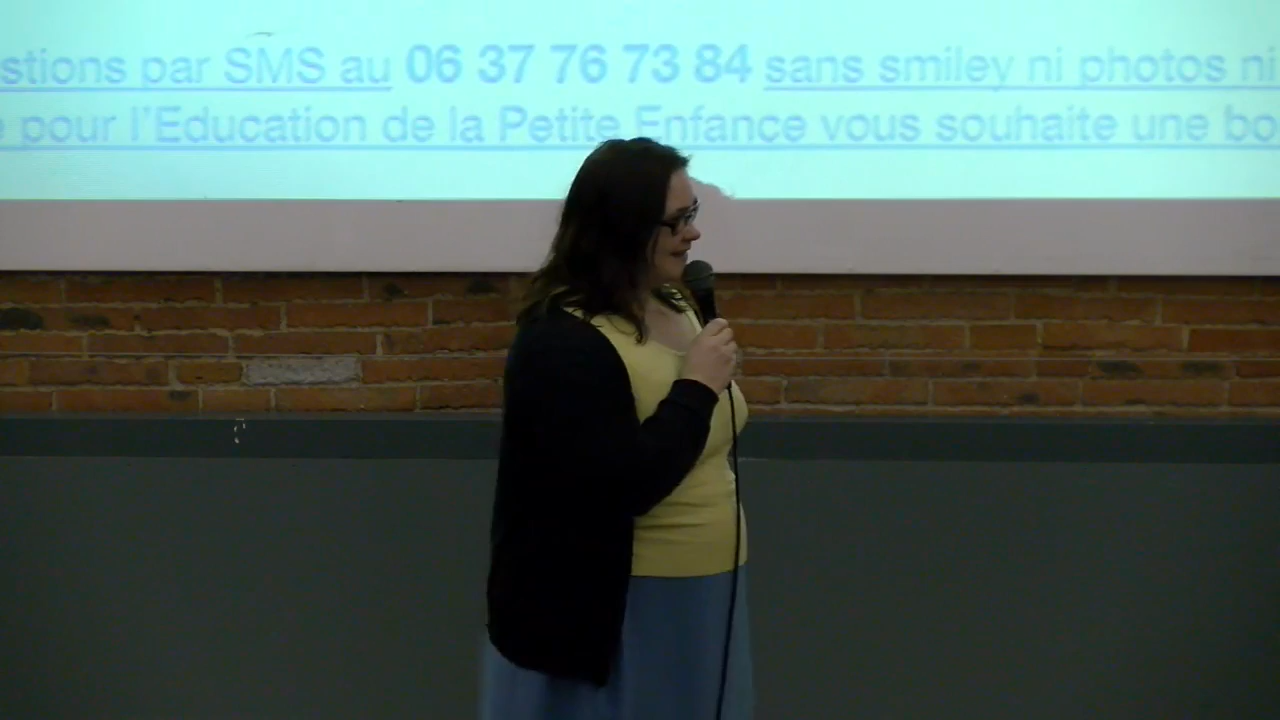 stions par SMS au 06 37 76 73 84 sans smiley ni photos ni
pour l'Education de la Petite Enfance vous souhaite une bo